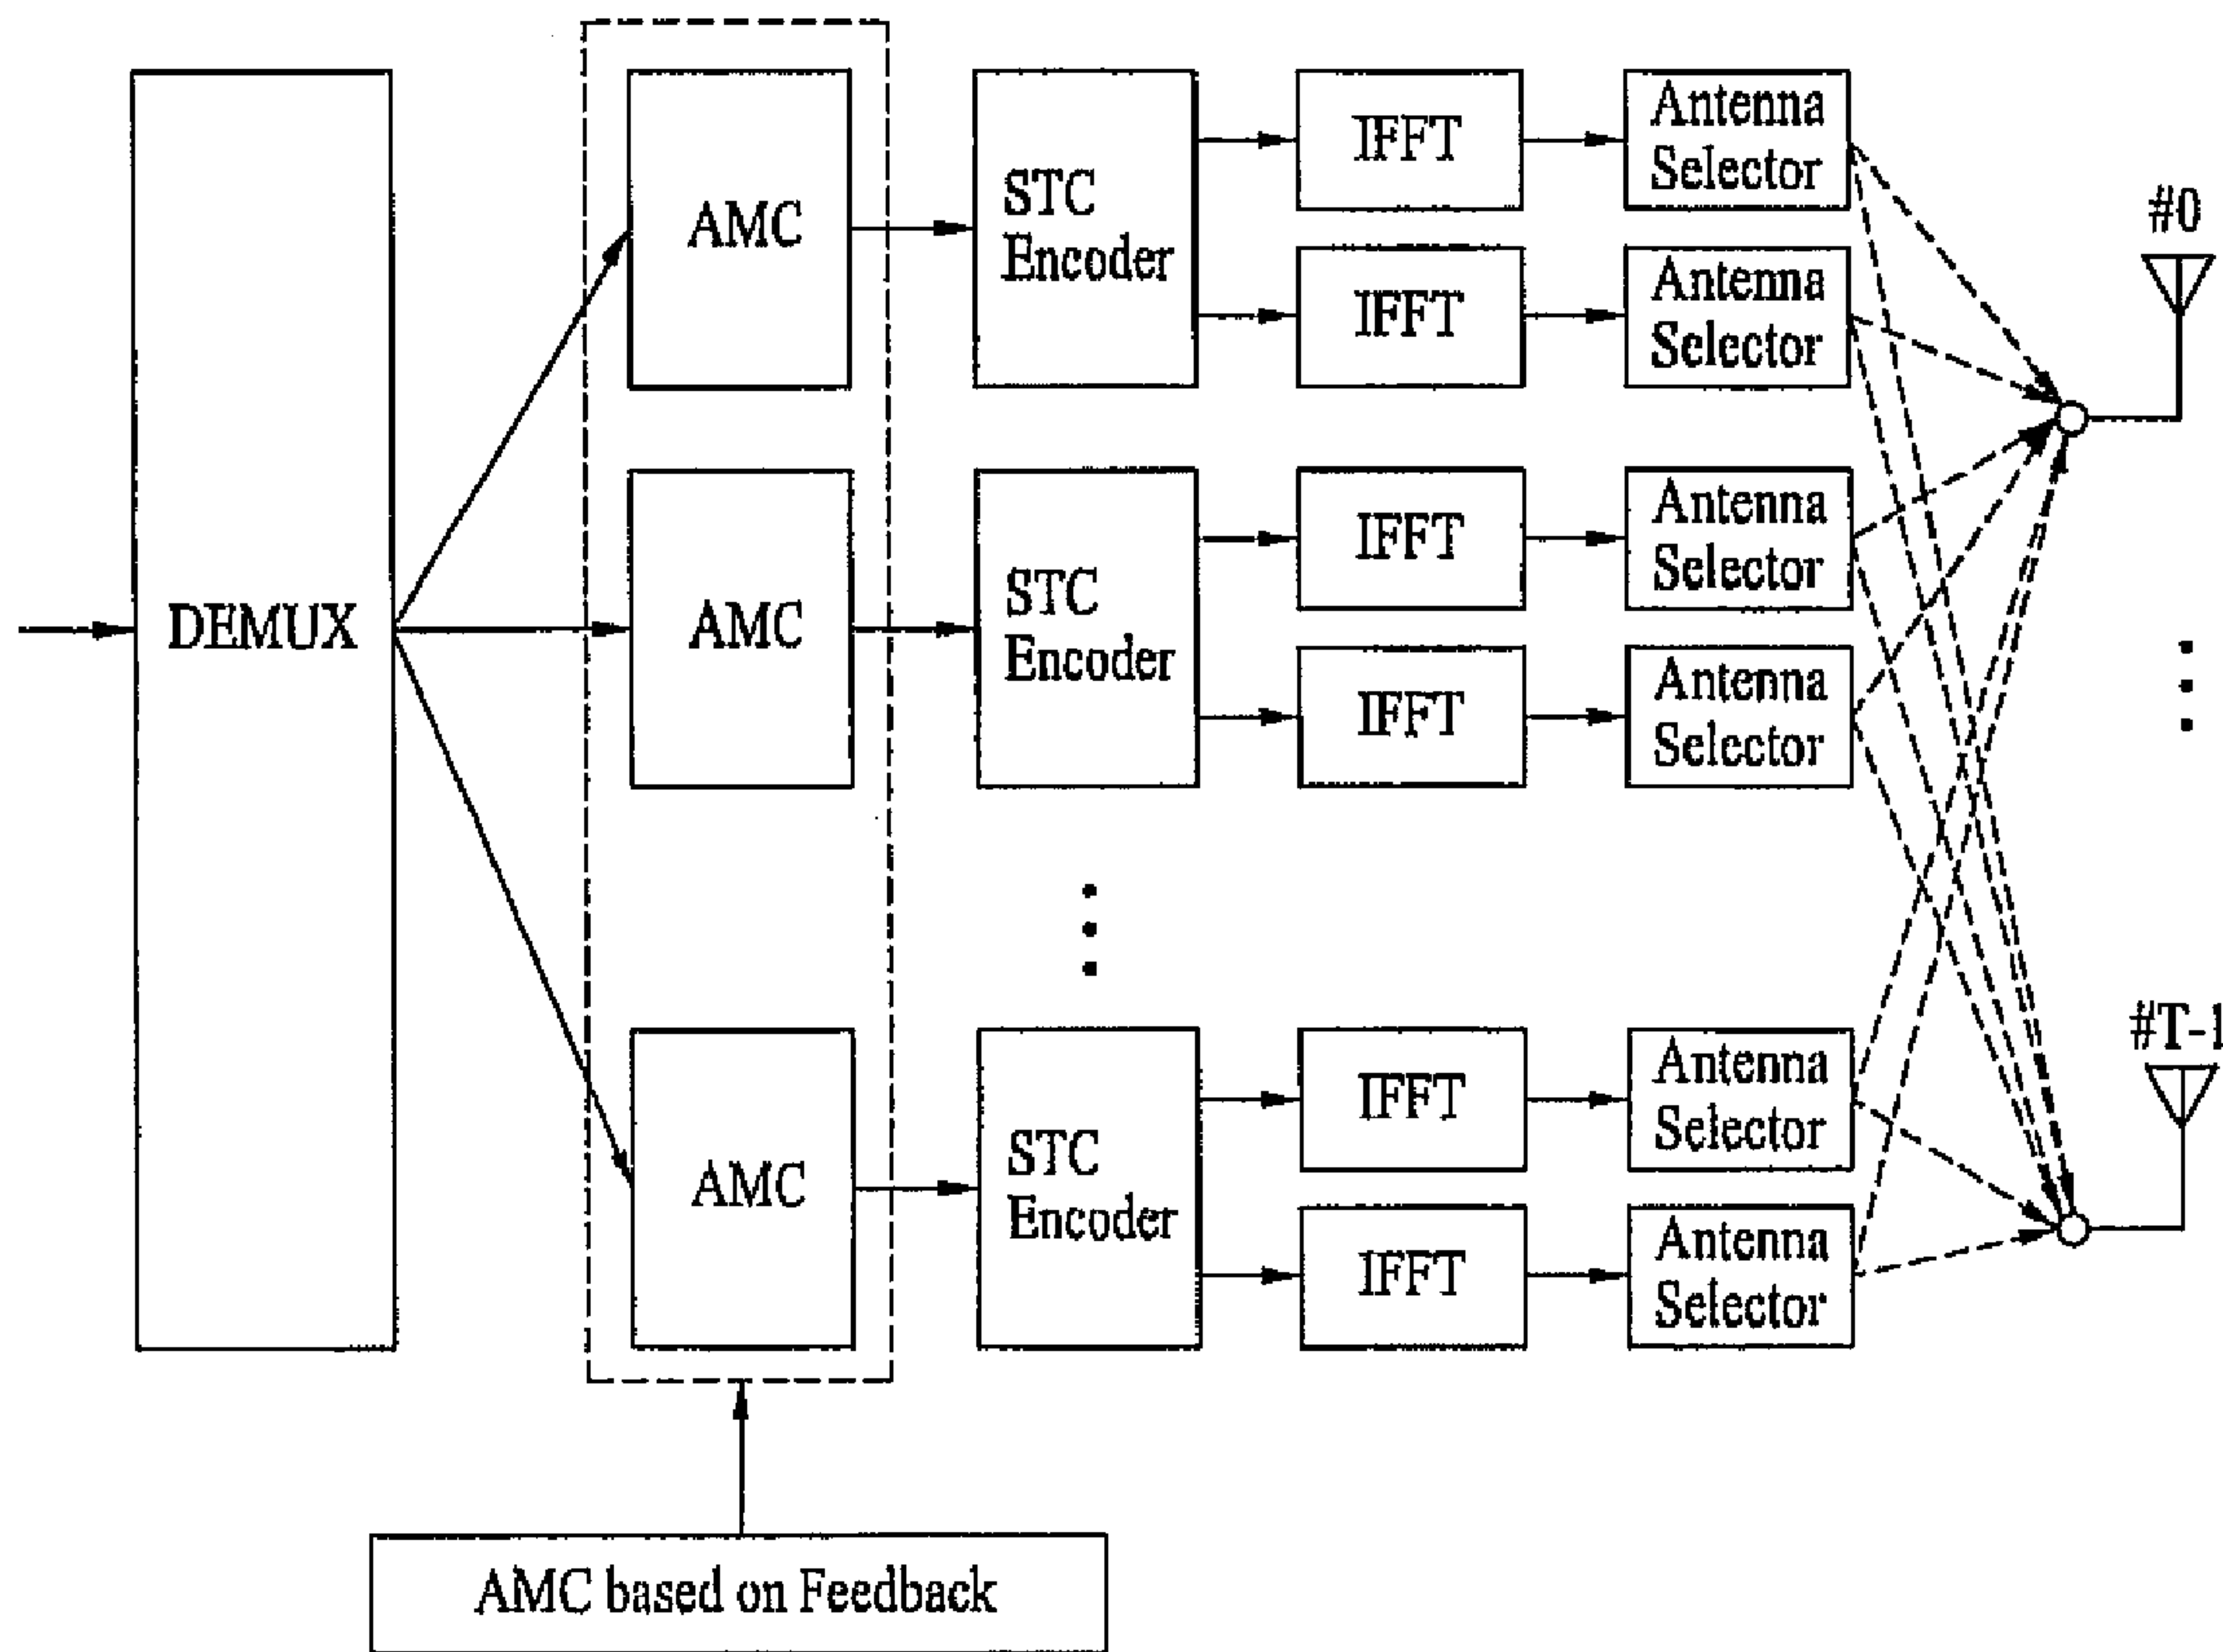 DEMUX
AMC
STC
Encoder
IFFT
Antenna
Selector
IFFT
Antenna
Selector
AMC
STC
Encoder
IFFT
Antenna
Selector
IFFT
Antenna
Selector
AMC
STC
Encoder
IFFT
Antenna
Selector
IFFT
Antenna
Selector
#0
#T-1
AMC based on Feedback